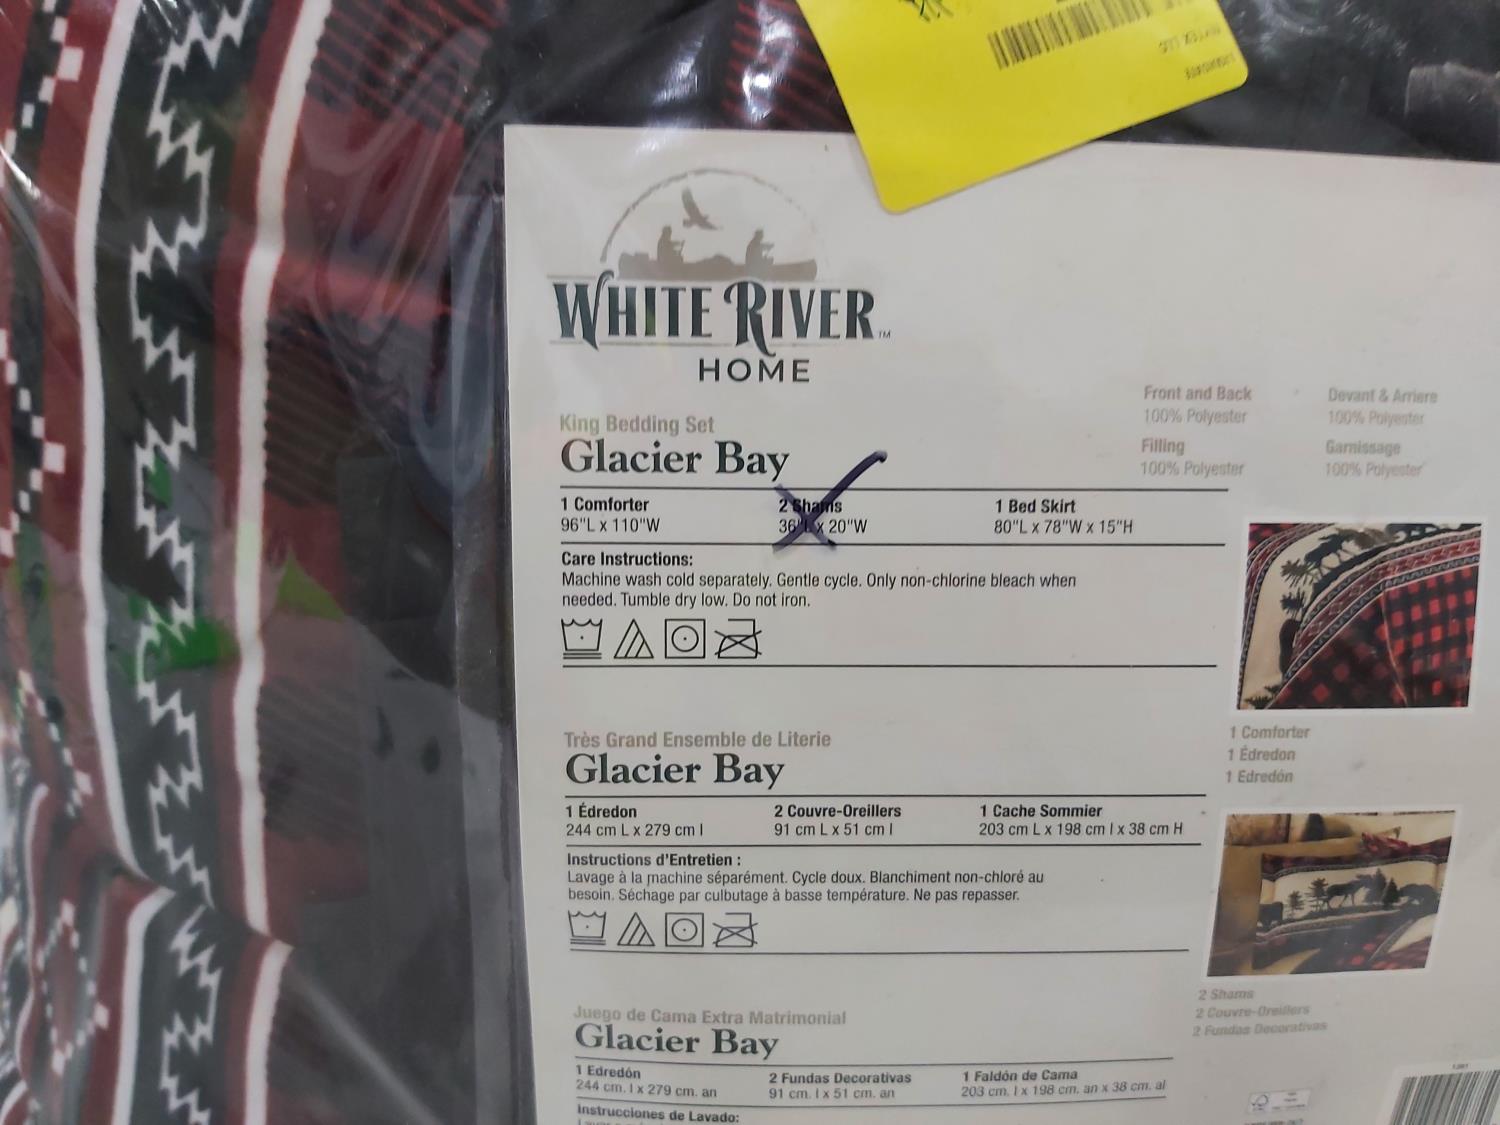 WHITE RIVER™
HOME
King Bedding Set
Glacier Bay
Front and Back
100% Polyester
Filling
100% Polyester
Devant & Arriere
100% Polyester
Garnissage
100% Polyester
1 Comforter
96"L x 110"W
2 Shams
36"L x 20"W
1 Bed Skirt
80"L x 78"W x 15"H
Care Instructions:
Machine wash cold separately. Gentle cycle. Only non-chlorine bleach when
needed. Tumble dry low. Do not iron.
1 Comforter
1 Édredon
1 Edredón
Très Grand Ensemble de Literie
Glacier Bay
1 Édredon
244 cm L x 279 cm l
2 Couvre-Oreillers
91 cm L x 51 cm l
1 Cache Sommier
203 cm L x 198 cm l x 38 cm H
Instructions d'Entretien :
Lavage à la machine séparément. Cycle doux. Blanchiment non-chloré au
besoin. Séchage par culbutage à basse température. Ne pas repasser.
2 Shams
2 Couvre-Oreillers
2 Fundas Decorativas
Juego de Cama Extra Matrimonial
Glacier Bay
1 Edredón
244 cm. l x 279 cm. an
2 Fundas Decorativas
91 cm. l x 51 cm. an
1 Faldón de Cama
203 cm. l x 198 cm. an x 38 cm. al
Instrucciones de Lavado: